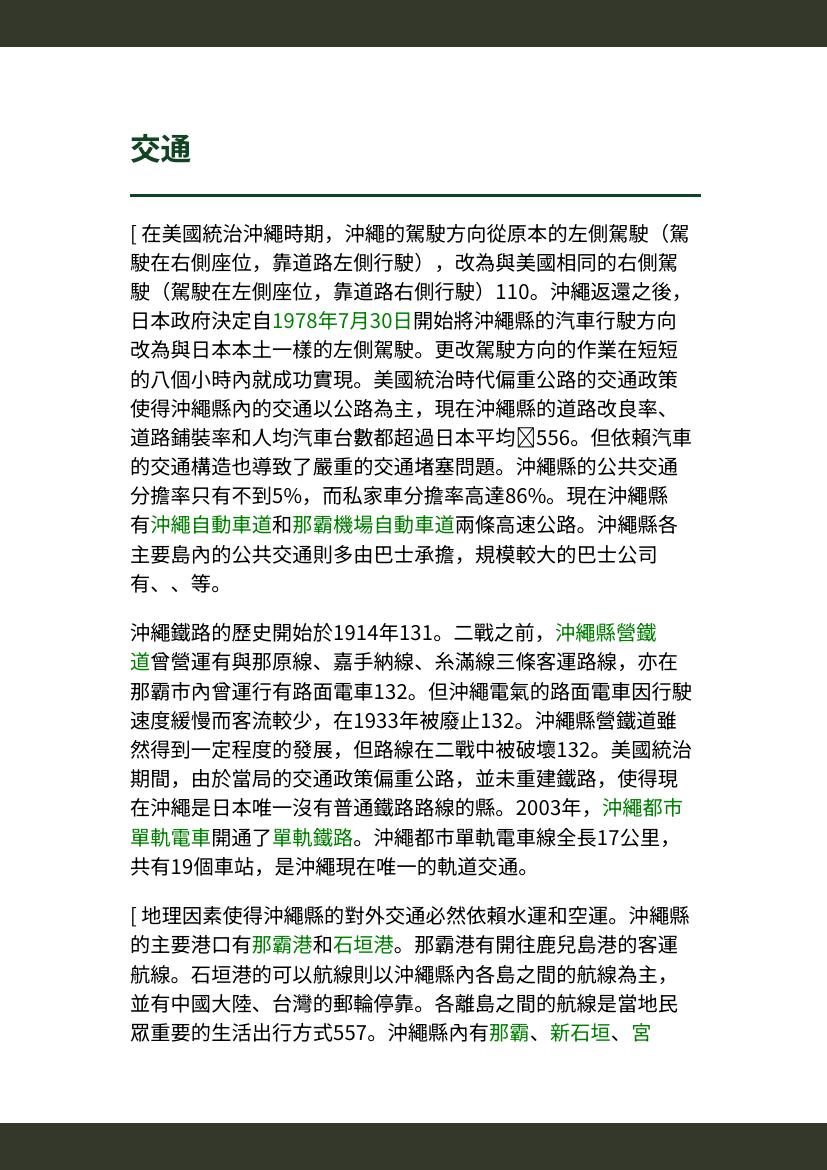 交通
[ 在美國統治沖繩時期，沖繩的駕駛方向從原本的左側駕駛（駕
駛在右側座位，靠道路左側行駛），改為與美國相同的右側駕
駛（駕駛在左側座位，靠道路右側行駛）110。沖繩返還之後，
日本政府決定自1978年7月30日開始將沖繩縣的汽車行駛方向
改為與日本本土一樣的左側駕駛。更改駕駛方向的作業在短短
的八個小時內就成功實現。美國統治時代偏重公路的交通政策
使得沖繩縣內的交通以公路為主，現在沖繩縣的道路改良率、
道路鋪裝率和人均汽車台數都超過日本平均556。但依賴汽車
的交通構造也導致了嚴重的交通堵塞問題。沖繩縣的公共交通
分擔率只有不到5%，而私家車分擔率高達86%。現在沖繩縣
有沖繩自動車道和那霸機場自動車道兩條高速公路。沖繩縣各
主要島內的公共交通則多由巴士承擔，規模較大的巴士公司
有、、等。
沖繩鐵路的歷史開始於1914年131。二戰之前，沖繩縣營鐵
道曾營運有與那原線、嘉手納線、糸滿線三條客運路線，亦在
那霸市內曾運行有路面電車132。但沖繩電氣的路面電車因行駛
速度緩慢而客流較少，在1933年被廢止132。沖繩縣營鐵道雖
然得到一定程度的發展，但路線在二戰中被破壞132。美國統治
期間，由於當局的交通政策偏重公路，並未重建鐵路，使得現
在沖繩是日本唯一沒有普通鐵路路線的縣。2003年，沖繩都市
單軌電車開通了單軌鐵路。沖繩都市單軌電車線全長17公里，
共有19個車站，是沖繩現在唯一的軌道交通。
[ 地理因素使得沖繩縣的對外交通必然依賴水運和空運。沖繩縣
的主要港口有那霸港和石垣港。那霸港有開往鹿兒島港的客運
航線。石垣港的可以航線則以沖繩縣內各島之間的航線為主，
並有中國大陸、台灣的郵輪停靠。各離島之間的航線是當地民
眾重要的生活出行方式557。沖繩縣內有那霸、新石垣、宮